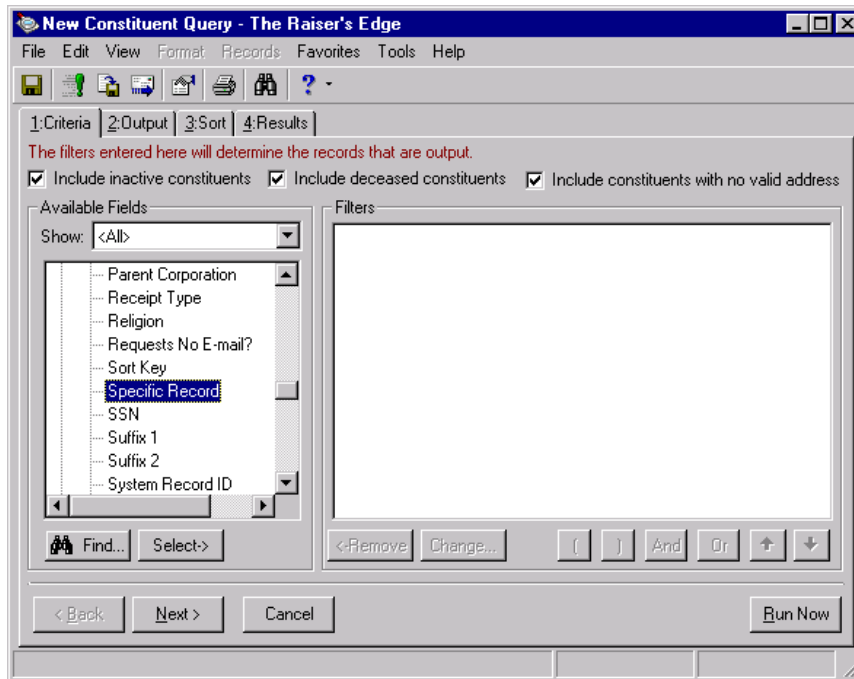 New Constituent Query - The Raiser's Edge
File Edit View Format Records Favorites Tools Help
1:Criteria 2:Output 3:Sort 4:Results
The filters entered here will determine the records that are output.
Include inactive constituents Include deceased constituents Include constituents with no valid address
Available Fields
Show: <All>
Parent Corporation
Receipt Type
Religion
Requests No E-mail?
Sort Key
Specific Record
SSN
Suffix 1
Suffix 2
System Record ID
Find... Select->
Filters
<-Remove Change... ( ) And Or
< Back Next > Cancel Run Now